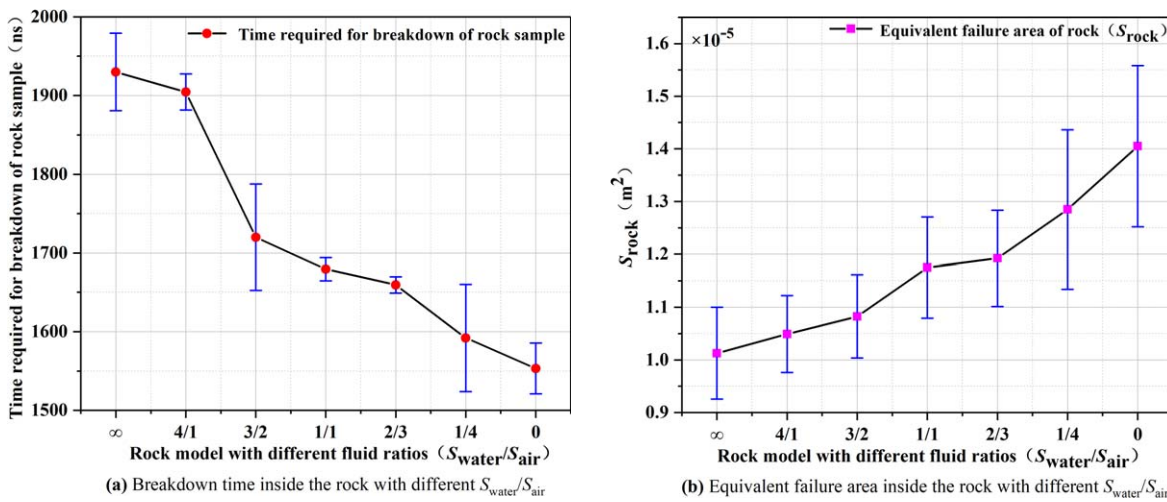 2000
1900
1800
1700
1600
1500
Time required for breakdown of rock sample（ns）
Time required for breakdown of rock sample
∞ 4/1 3/2 1/1 2/3 1/4 0
Rock model with different fluid ratios（Swater/Sair）
(a) Breakdown time inside the rock with different Swater/Sair
×10⁻⁵
1.6
1.5
1.4
1.3
1.2
1.1
1.0
0.9
Srock（m²）
Equivalent failure area of rock（Srock）
∞ 4/1 3/2 1/1 2/3 1/4 0
Rock model with different fluid ratios（Swater/Sair）
(b) Equivalent failure area inside the rock with different Swater/Sair